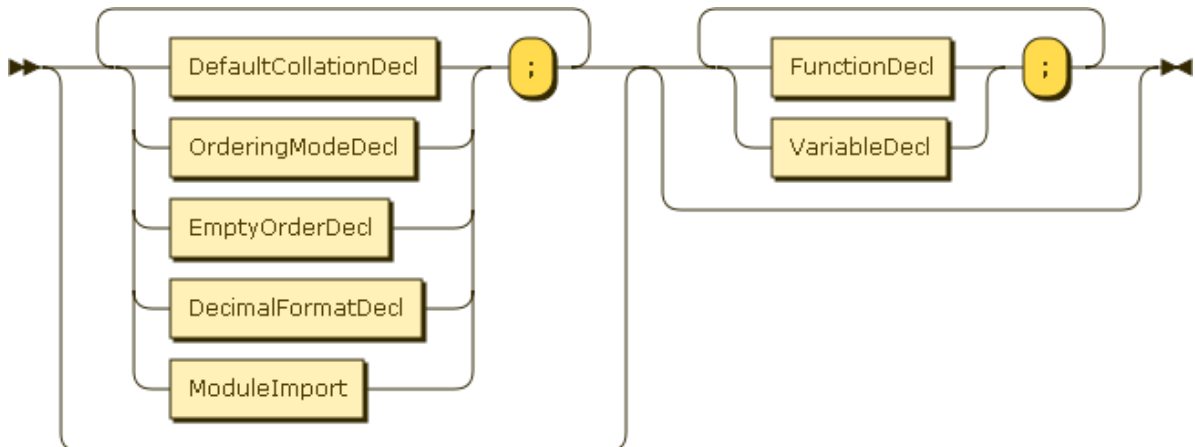 DefaultCollationDecl ; FunctionDecl ;
OrderingModeDecl VariableDecl
EmptyOrderDecl
DecimalFormatDecl
ModuleImport